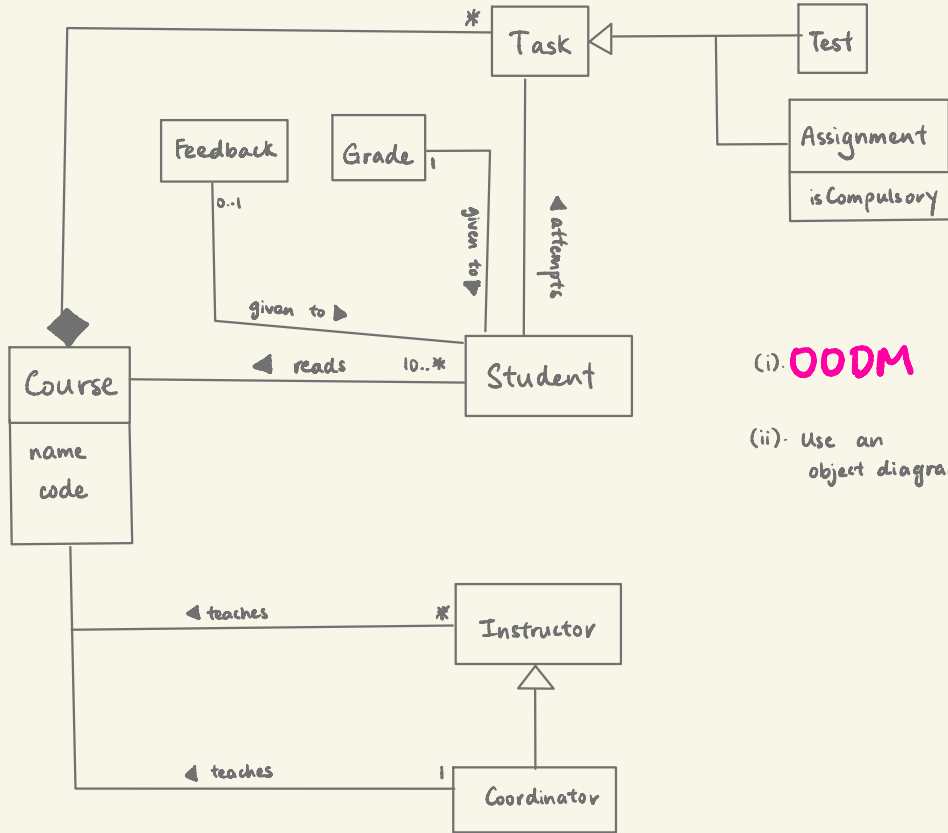 *
Task
Test
Feedback
Grade
1
Assignment
isCompulsory
0..1
given to
attempts
given to
reads
10..*
Course
Student
name
code
(i). OODM
(ii). Use an
object diagra
teaches
*
Instructor
teaches
1
Coordinator